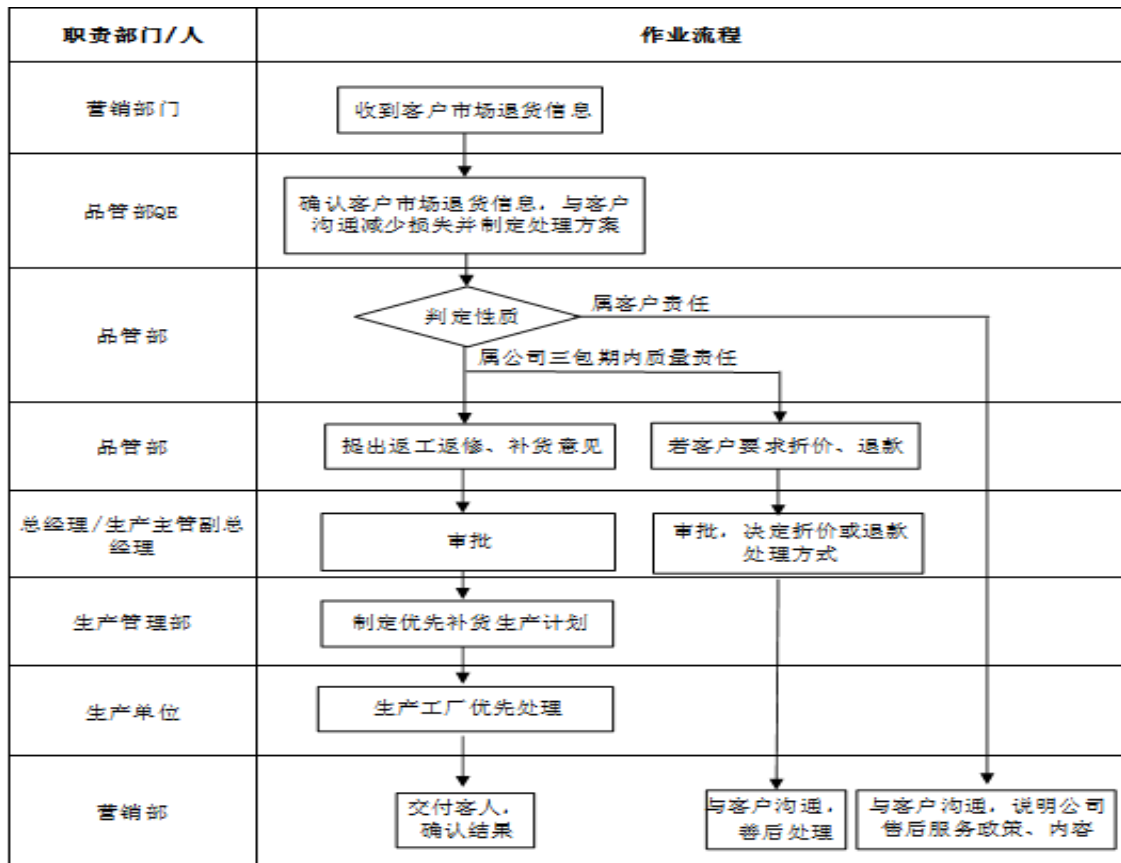 职责部门/人
作业流程
营销部门
收到客户市场退货信息
品管部QE
确认客户市场退货信息，与客户
沟通减少损失并制定处理方案
品管部
判定性质
属客户责任
属公司三包期内质量责任
品管部
提出返工返修、补货意见
若客户要求折价、退款
总经理/生产主管副总
经理
审批
审批，决定折价或退款
处理方式
生产管理部
制定优先补货生产计划
生产单位
生产工厂优先处理
营销部
交付客人，
确认结果
与客户沟通，
善后处理
与客户沟通，说明公司
售后服务政策、内容